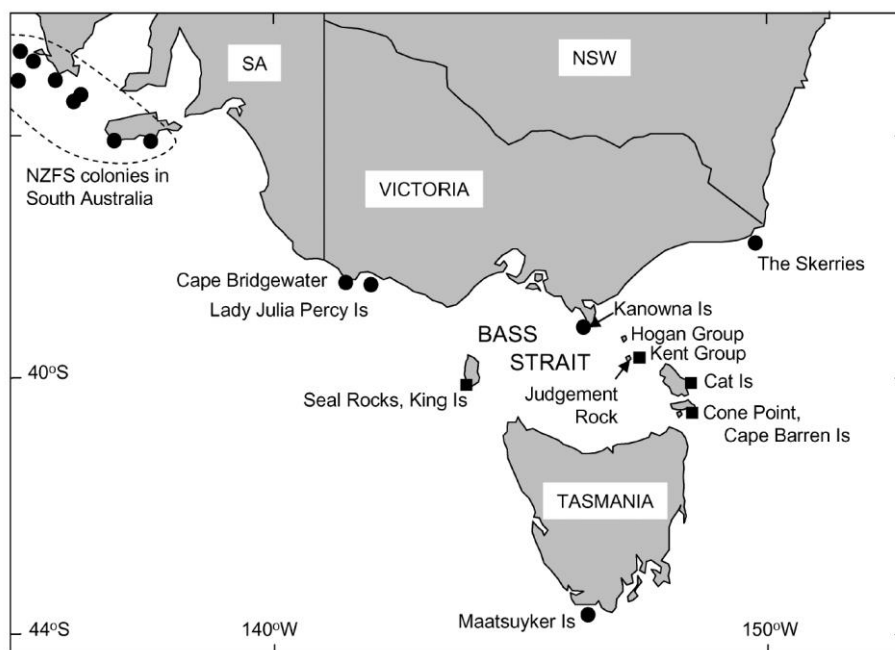 SA
NSW
NZFS colonies in
South Australia
VICTORIA
The Skerries
Cape Bridgewater
Lady Julia Percy Is
Kanowna Is
BASS
STRAIT
Hogan Group
Kent Group
40°S
Seal Rocks, King Is
Judgement
Rock
Cat Is
Cone Point,
Cape Barren Is
TASMANIA
Maatsuyker Is
44°S
140°W
150°W